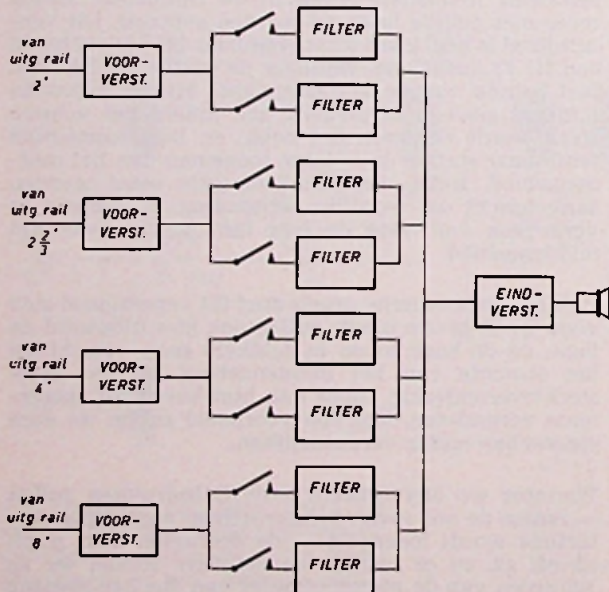 FILTER
van
uitg rail
2'
VOOR-
VERST.
FILTER
FILTER
van
uitg rail
2 2/3'
VOOR-
VERST.
FILTER
EIND-
VERST.
FILTER
van
uitg rail
4'
VOOR-
VERST.
FILTER
FILTER
van
uitg rail
8'
VOOR-
VERST.
FILTER